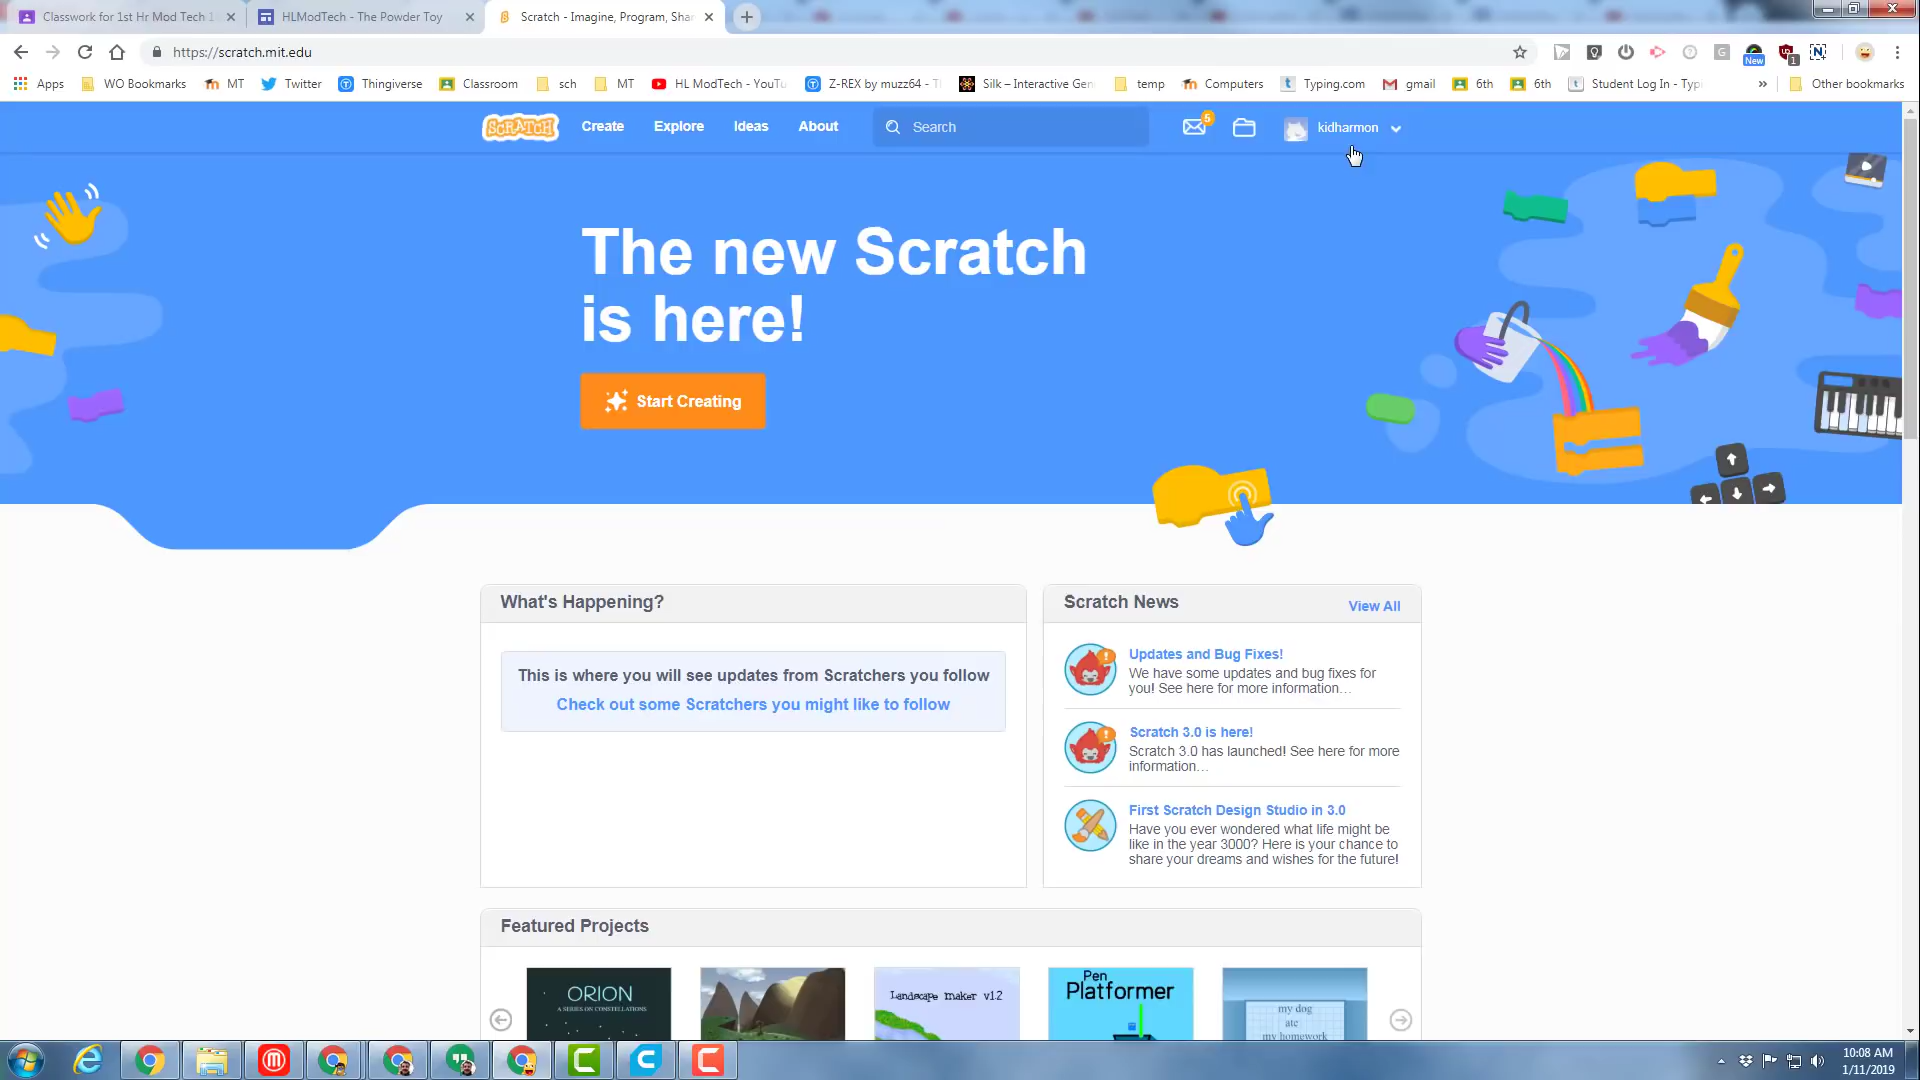 Classwork for 1st Hr Mod Tech 1
HLModTech - The Powder Toy
Scratch - Imagine, Program, Shar
https://scratch.mit.edu
New
1
Apps
WO Bookmarks
MT
Twitter
Thingiverse
Classroom
sch
MT
HL ModTech - YouTu
Z-REX by muzz64 - T
Silk – Interactive Gen
temp
Computers
Typing.com
gmail
6th
6th
Student Log In - Typi
Other bookmarks
SCRATCH
Create
Explore
Ideas
About
Search
5
kidharmon
The new Scratch
is here!
Start Creating
What's Happening?
This is where you will see updates from Scratchers you follow
Check out some Scratchers you might like to follow
Scratch News
View All
Updates and Bug Fixes!
We have some updates and bug fixes for
you! See here for more information…
Scratch 3.0 is here!
Scratch 3.0 has launched! See here for more
information…
First Scratch Design Studio in 3.0
Have you ever wondered what life might be
like in the year 3000? Here is your chance to
share your dreams and wishes for the future!
Featured Projects
ORION
A SERIES ON CONSTELLATIONS
Landscape maker v1.2
Pen
Platformer
my dog
ate
my homework
10:08 AM
1/11/2019